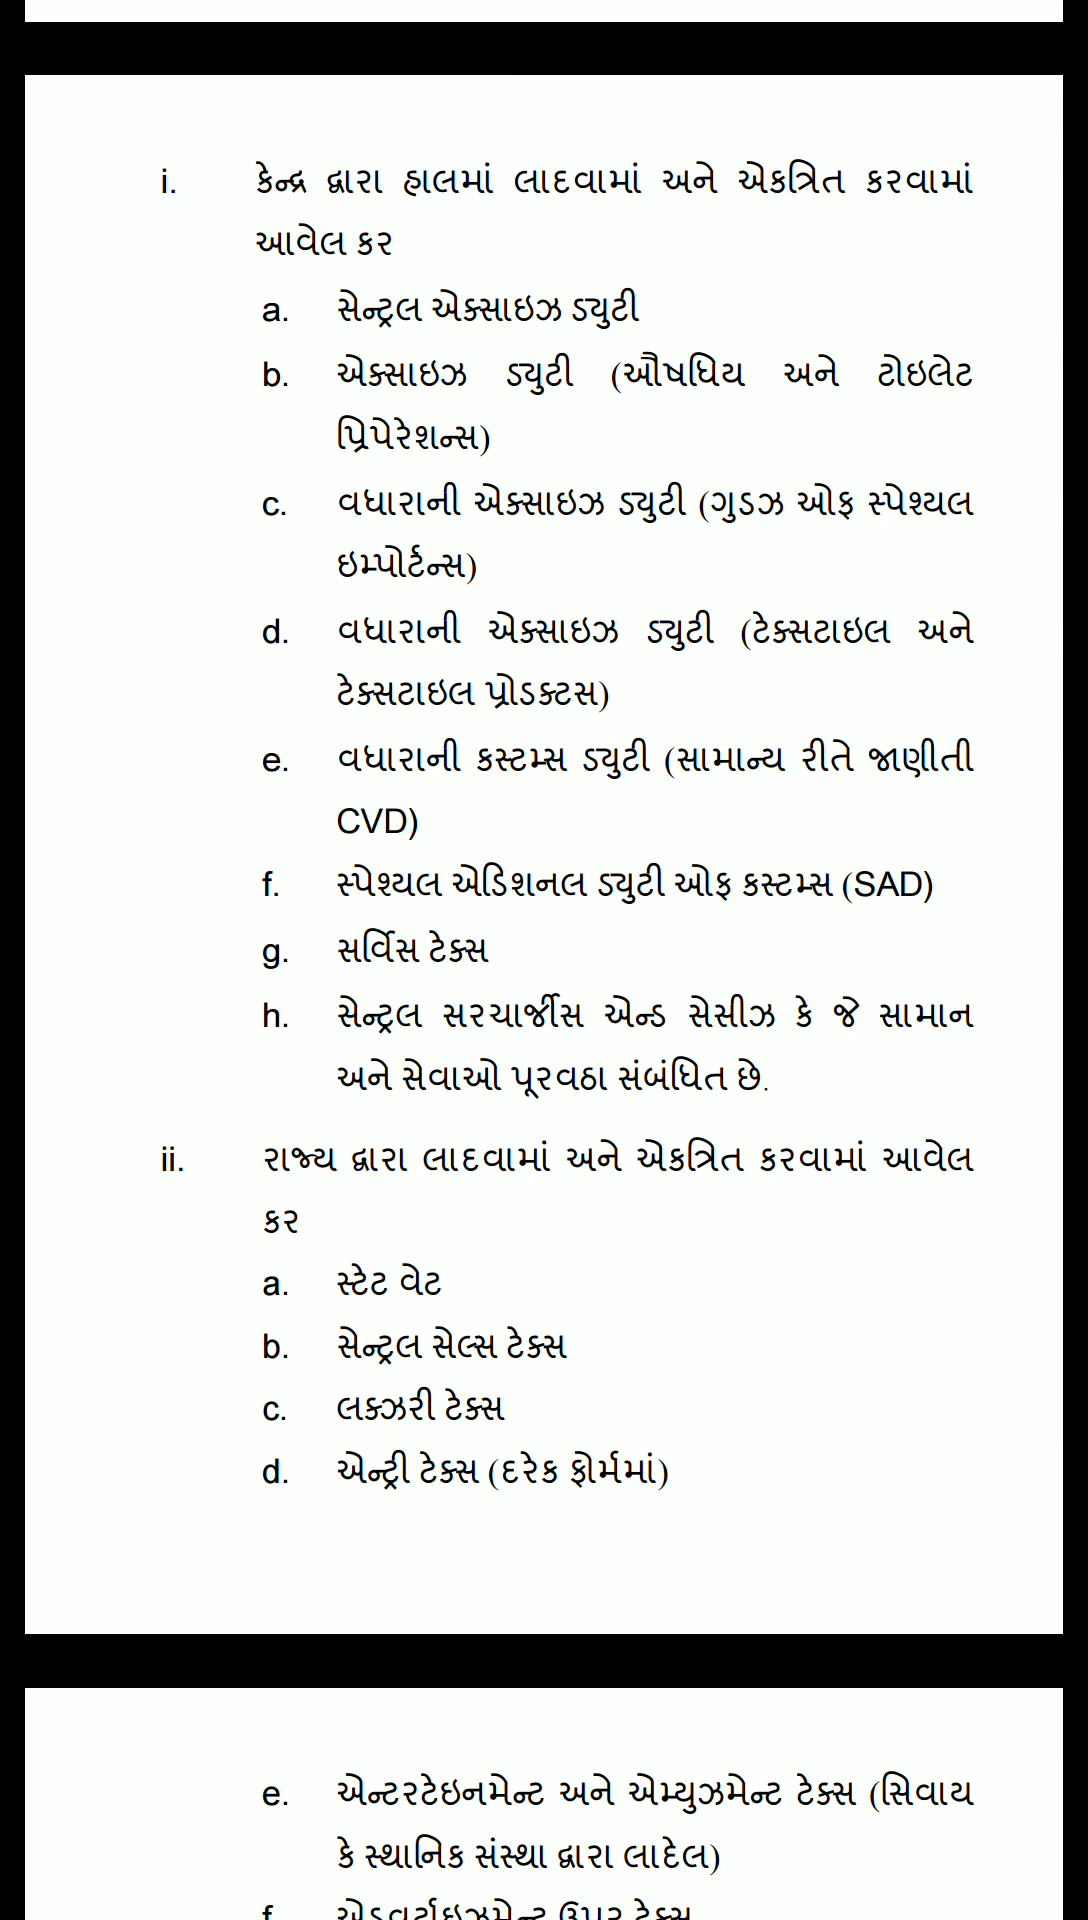 i. કેન્દ્ર દ્વારા હાલમાં લાદવામાં અને એકત્રિત કરવામાં
આવેલ કર
a. સેન્ટ્રલ એક્સાઇઝ ડ્યુટી
b. એક્સાઇઝ ડ્યુટી (ઔષધિય અને ટોઇલેટ
પ્રિપેરેશન્સ)
c. વધારાની એક્સાઇઝ ડ્યુટી (ગુડઝ ઓફ સ્પેશ્યલ
ઇમ્પોર્ટન્સ)
d. વધારાની એક્સાઇઝ ડ્યુટી (ટેક્સટાઇલ અને
ટેક્સટાઇલ પ્રોડક્ટસ)
e. વધારાની કસ્ટમ્સ ડ્યુટી (સામાન્ય રીતે જાણીતી
CVD)
f. સ્પેશ્યલ એડિશનલ ડ્યુટી ઓફ કસ્ટમ્સ (SAD)
g. સર્વિસ ટેક્સ
h. સેન્ટ્રલ સરચાર્જીસ એન્ડ સેસીઝ કે જે સામાન
અને સેવાઓ પૂરવઠા સંબંધિત છે.
ii. રાજ્ય દ્વારા લાદવામાં અને એકત્રિત કરવામાં આવેલ
કર
a. સ્ટેટ વેટ
b. સેન્ટ્રલ સેલ્સ ટેક્સ
c. લક્ઝરી ટેક્સ
d. એન્ટ્રી ટેક્સ (દરેક ફોર્મમાં)
e. એન્ટરટેઇનમેન્ટ અને એમ્યુઝમેન્ટ ટેક્સ (સિવાય
કે સ્થાનિક સંસ્થા દ્વારા લાદેલ)
f. એડવર્ટાઇઝમેન્ટ ઉપર ટેક્સ